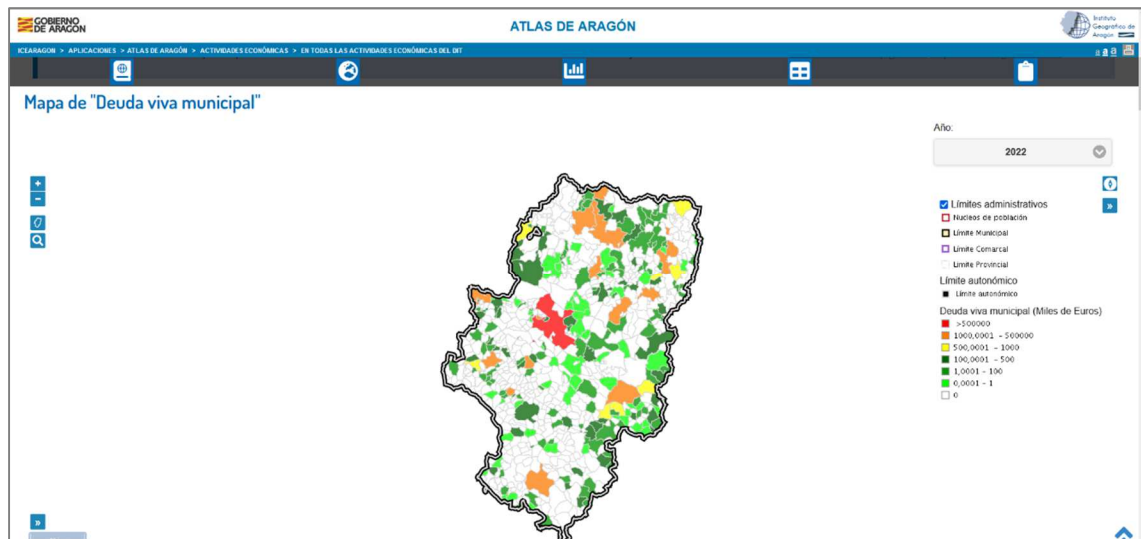 GOBIERNO
DE ARAGON
ATLAS DE ARAGÓN
Instituto
Geográfico de
Aragón
ICEARAGON > APLICACIONES > ATLAS DE ARAGÓN > ACTIVIDADES ECONÓMICAS > EN TODAS LAS ACTIVIDADES ECONÓMICAS DEL DIT
a a a
Mapa de "Deuda viva municipal"
Año:
2022
+
-
»
Límites administrativos
Nucleos de población
Límite Municipal
Límite Comarcal
Limite Provincial
Límite autonómico
Límite autonómico
Deuda viva municipal (Miles de Euros)
>500000
1000,0001 - 500000
500,0001 - 1000
100,0001 - 500
1,0001 - 100
0,0001 - 1
0
»